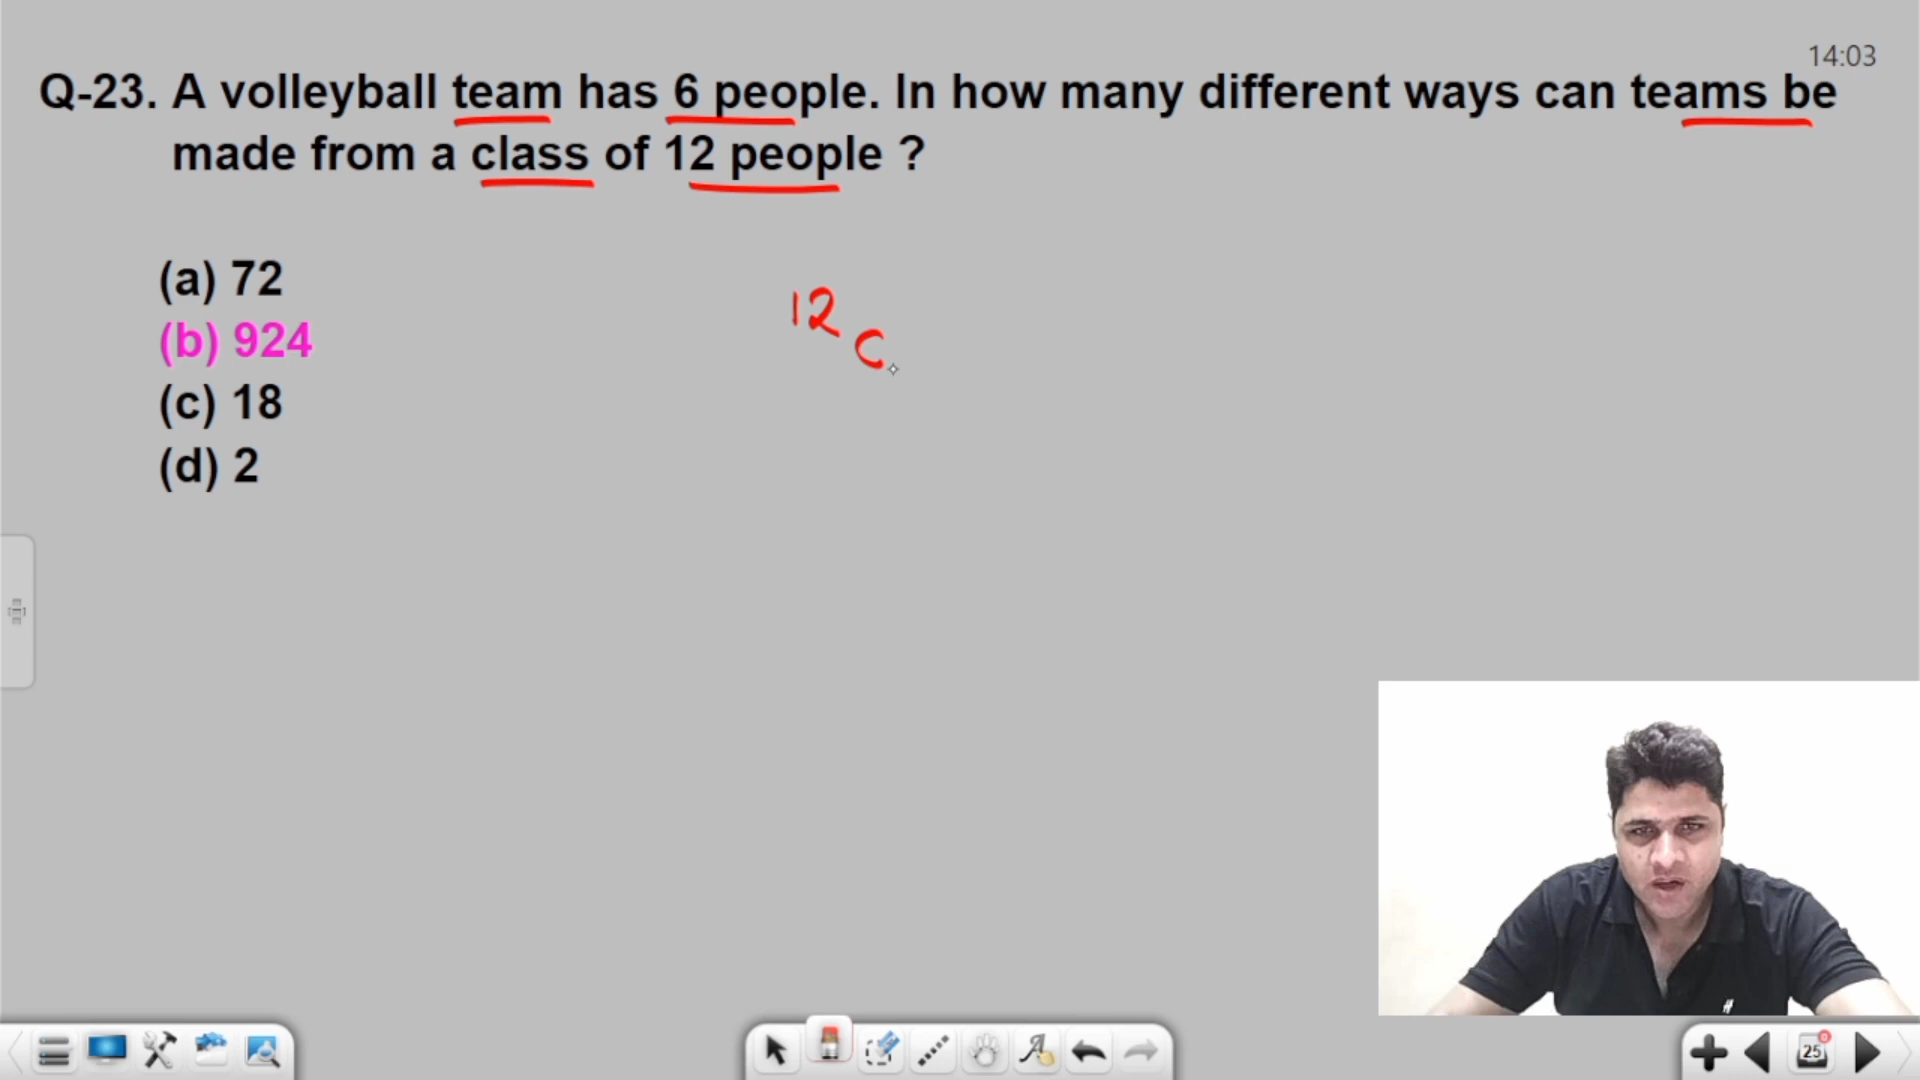 14:03
Q-23. A volleyball team has 6 people. In how many different ways can teams be
made from a class of 12 people ?
(a) 72
(b) 924
(c) 18
(d) 2
12
C
25
0